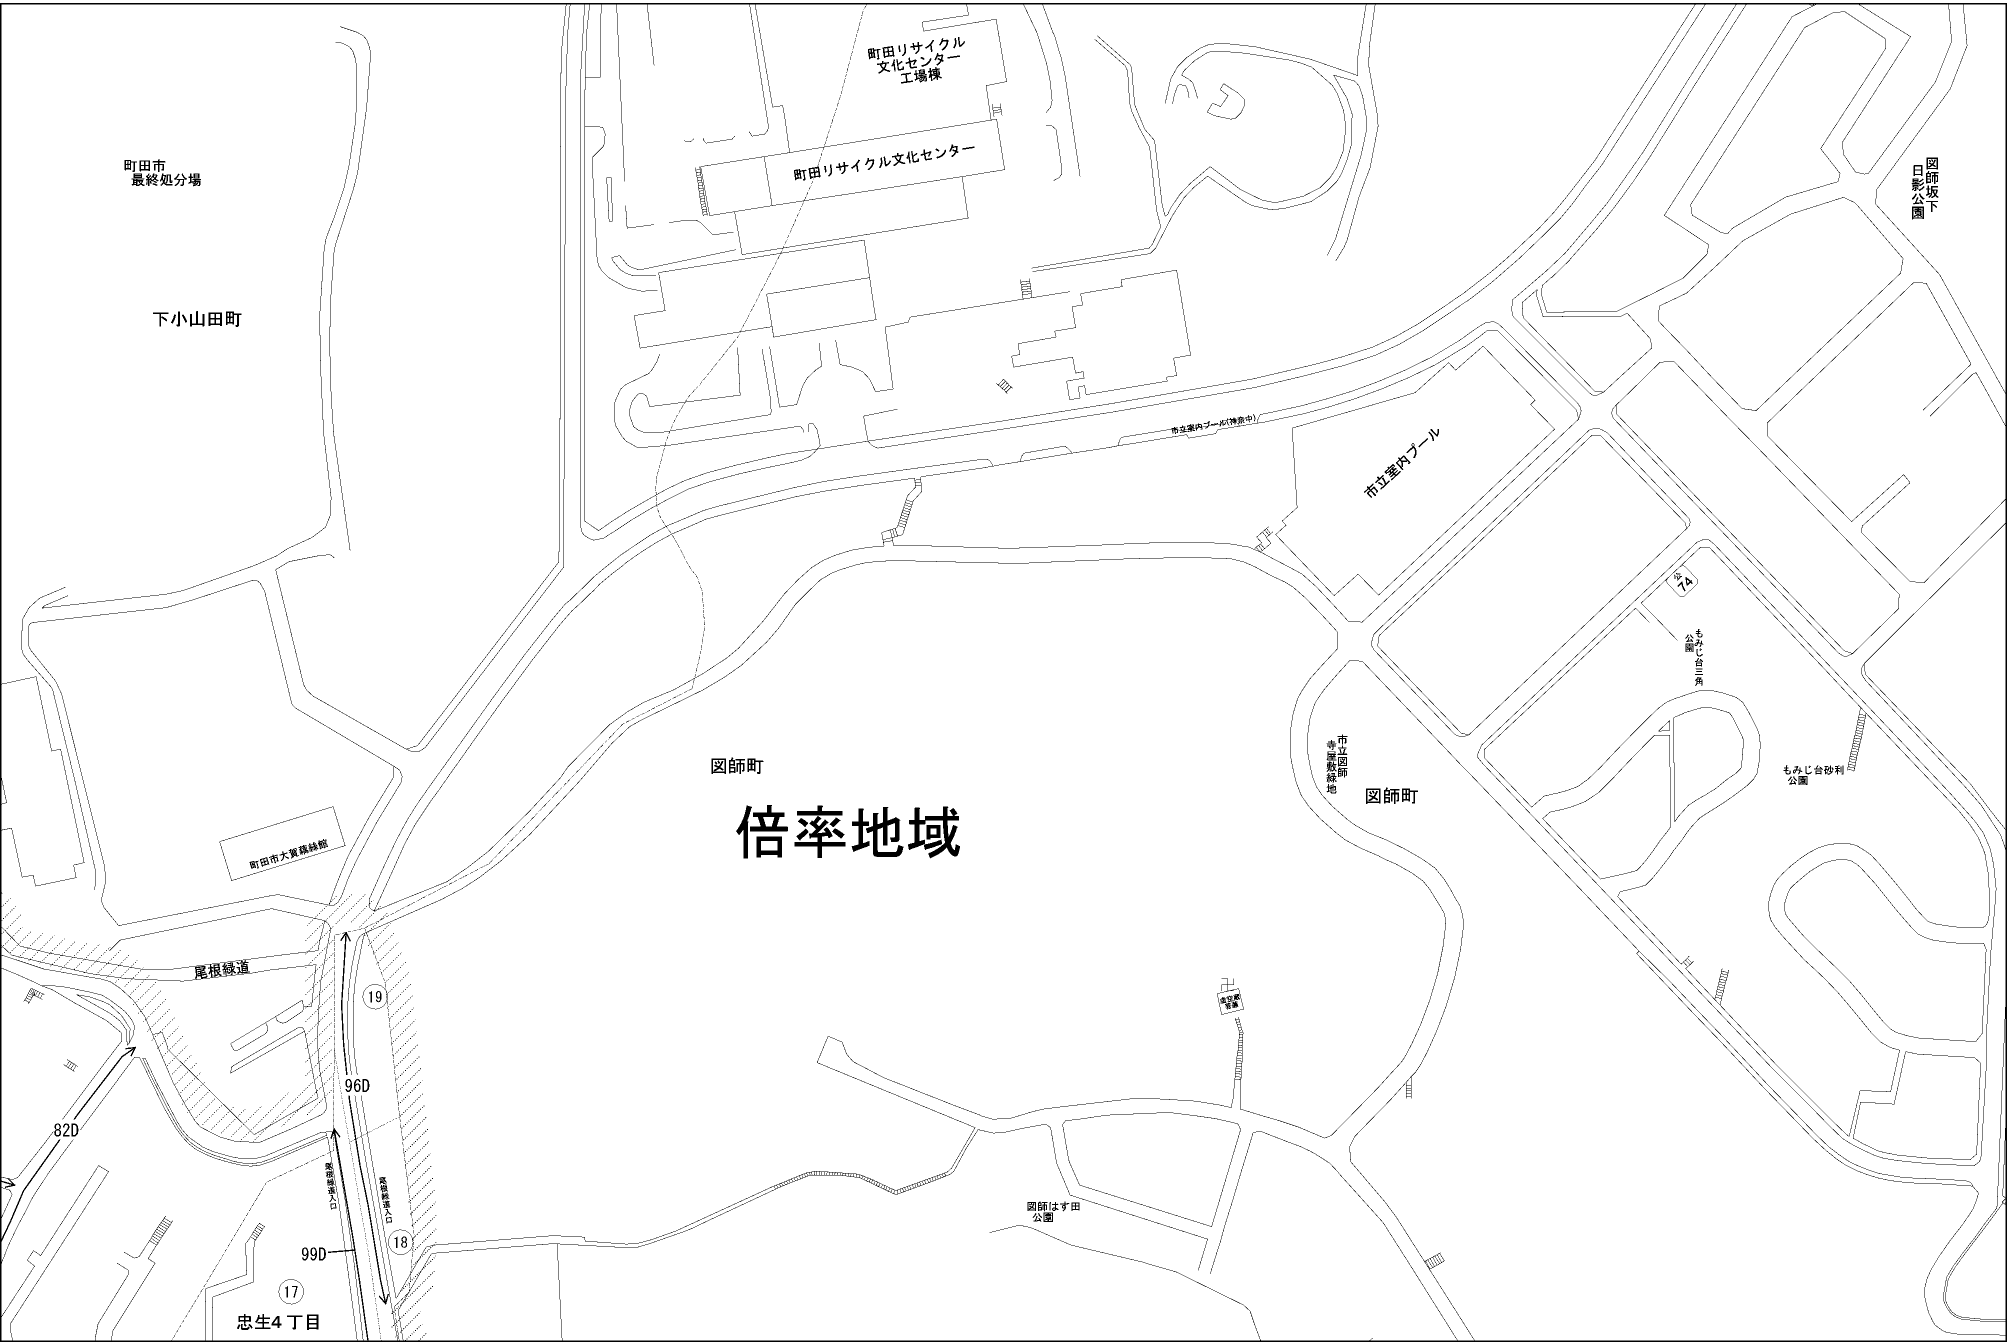 町田リサイクル
文化センター
工場棟
町田リサイクル文化センター
町田市
最終処分場
図師坂下
日影公園
下小山田町
市立室内プール(神奈中)
市立室内プール
公
74
もみじ台三角
公園
図師町
市立図師
寺屋敷緑地
もみじ台砂利
公園
図師町
倍率地域
町田市大賀藕絲館
尾根緑道
19
虚空蔵
菩薩
96D
82D
尾根緑道入口
尾根緑道入口
図師はす田
公園
18
99D
17
忠生4丁目